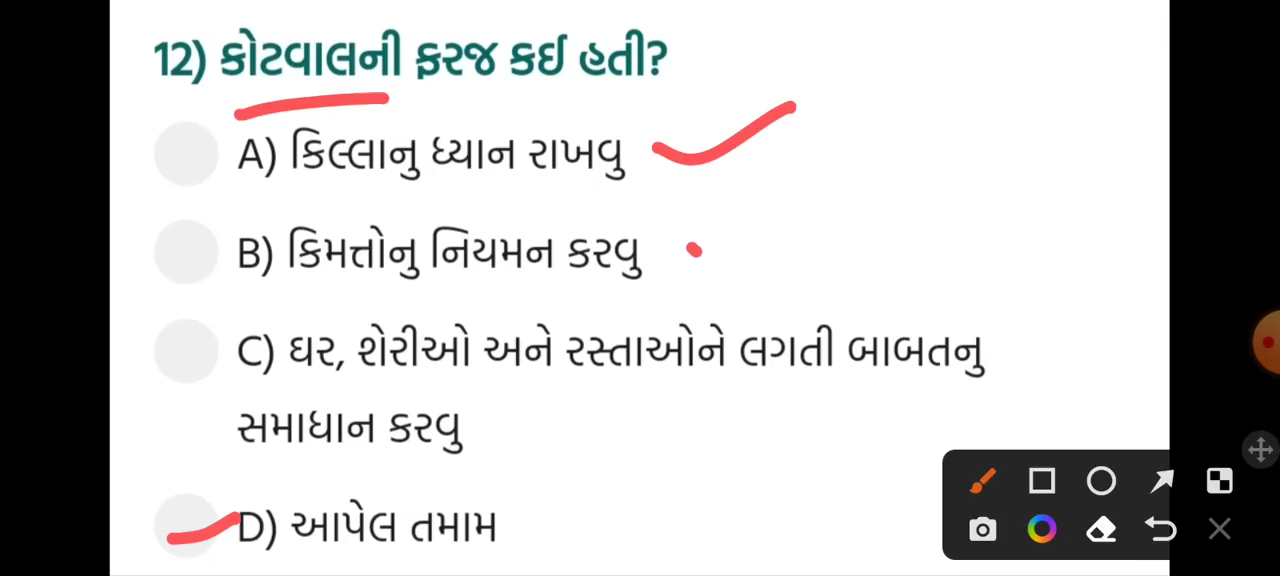 12) કોટવાલની ફરજ કઈ હતી?
A) કિલ્લાનુ ધ્યાન રાખવુ
B) કિમત્તોનુ નિયમન કરવુ
C) ઘર, શેરીઓ અને રસ્તાઓને લગતી બાબતનુ
સમાધાન કરવુ
D) આપેલ તમામ